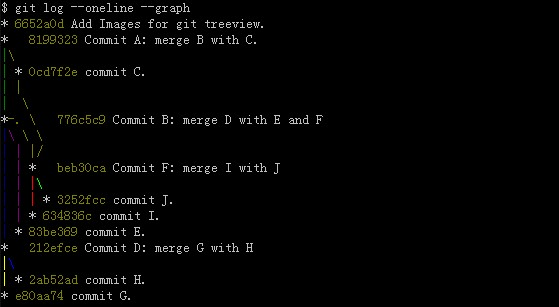 $ git log --oneline --graph
* 6652a0d Add Images for git treeview.
*   8199323 Commit A: merge B with C.
|\
| * 0cd7f2e commit C.
| |
|  \
*-. \   776c5c9 Commit B: merge D with E and F
|\ \ \
| | |/
| | *   beb30ca Commit F: merge I with J
| | |\
| | | * 3252fcc commit J.
| | * 634836c commit I.
| * 83be369 commit E.
*   212efce Commit D: merge G with H
|\
| * 2ab52ad commit H.
* e80aa74 commit G.